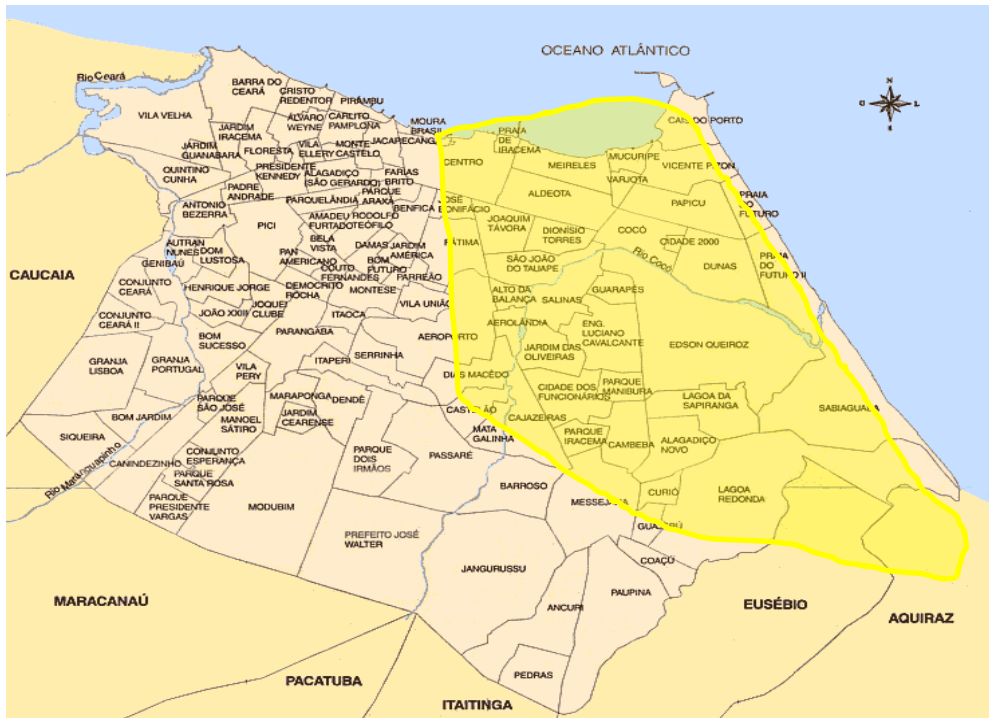 OCEANO ATLÂNTICO
Rio Ceará
BARRA DO
CEARÁ
CRISTO
REDENTOR
PIRAMBU
VILA VELHA
JARDIM
IRACEMA
ÁLVARO
WEYNE
CARLITO
PAMPLONA
MOURA
BRASIL
JACARECANGA
CAIS DO PORTO
O
N
L
S
JARDIM
GUANABARA
FLORESTA
VILA
ELLERY
MONTE
CASTELO
PRAIA
DE
IRACEMA
CENTRO
MEIRELES
MUCURIPE
VARJOTA
VICENTE PIZON
QUINTINO
CUNHA
PRESIDENTE
KENNEDY
ALAGADIÇO
(SÃO GERARDO)
FARIAS
BRITO
PADRE
ANDRADE
PARQUELÂNDIA
PARQUE
ARAXÁ
BENFICA
JOSÉ
BONIFÁCIO
ALDEOTA
PAPICU
PRAIA
DO
FUTURO
ANTONIO
BEZERRA
PICI
AMADEU
FURTADO
RODOLFO
TEÓFILO
JOAQUIM
TÁVORA
DIONÍSIO
TORRES
COCÓ
CIDADE 2000
AUTRAN
NUNES
DOM
LUSTOSA
PAN
AMERICANO
BELA
VISTA
DAMAS
JARDIM
AMÉRICA
FÁTIMA
SÃO JOÃO
DO TAUAPE
Rio Cocó
DUNAS
PRAIA
DO
FUTURO II
CAUCAIA
GENIBAÚ
COUTO
FERNANDES
BOM
FUTURO
PARREÃO
CONJUNTO
CEARÁ
HENRIQUE JORGE
DEMOCRITO
ROCHA
MONTESE
VILA UNIÃO
ALTO DA
BALANÇA
SALINAS
GUARAPES
CONJUNTO
CEARÁ II
JOÃO XXIII
JOQUEI
CLUBE
ITAOCA
PARANGABA
AEROPORTO
AEROLÂNDIA
ENG.
LUCIANO
CAVALCANTE
EDSON QUEIROZ
BOM
SUCESSO
JARDIM DAS
OLIVEIRAS
GRANJA
LISBOA
GRANJA
PORTUGAL
VILA
PERY
ITAPERI
SERRINHA
DIAS MACÊDO
CIDADE DOS
FUNCIONÁRIOS
PARQUE
MANIBURA
LAGOA DA
SAPIRANGA
SABIAGUABA
PARQUE
SÃO JOSÉ
MARAPONGA
DENDÊ
CASTELÃO
CAJAZEIRAS
BOM JARDIM
MANOEL
SÁTIRO
JARDIM
CEARENSE
MATA
GALINHA
PARQUE
IRACEMA
CAMBEBA
ALAGADIÇO
NOVO
SIQUEIRA
Rio Maranguapinho
CANINDEZINHO
CONJUNTO
ESPERANÇA
PARQUE
DOIS
IRMÃOS
PASSARÉ
PARQUE
SANTA ROSA
BARROSO
MESSEJANA
CURIÓ
LAGOA
REDONDA
PARQUE
PRESIDENTE
VARGAS
MODUBIM
PREFEITO JOSÉ
WALTER
GUAJERÚ
JANGURUSSU
COAÇÚ
PAUPINA
ANCURI
MARACANAÚ
EUSÉBIO
AQUIRAZ
PEDRAS
PACATUBA
ITAITINGA